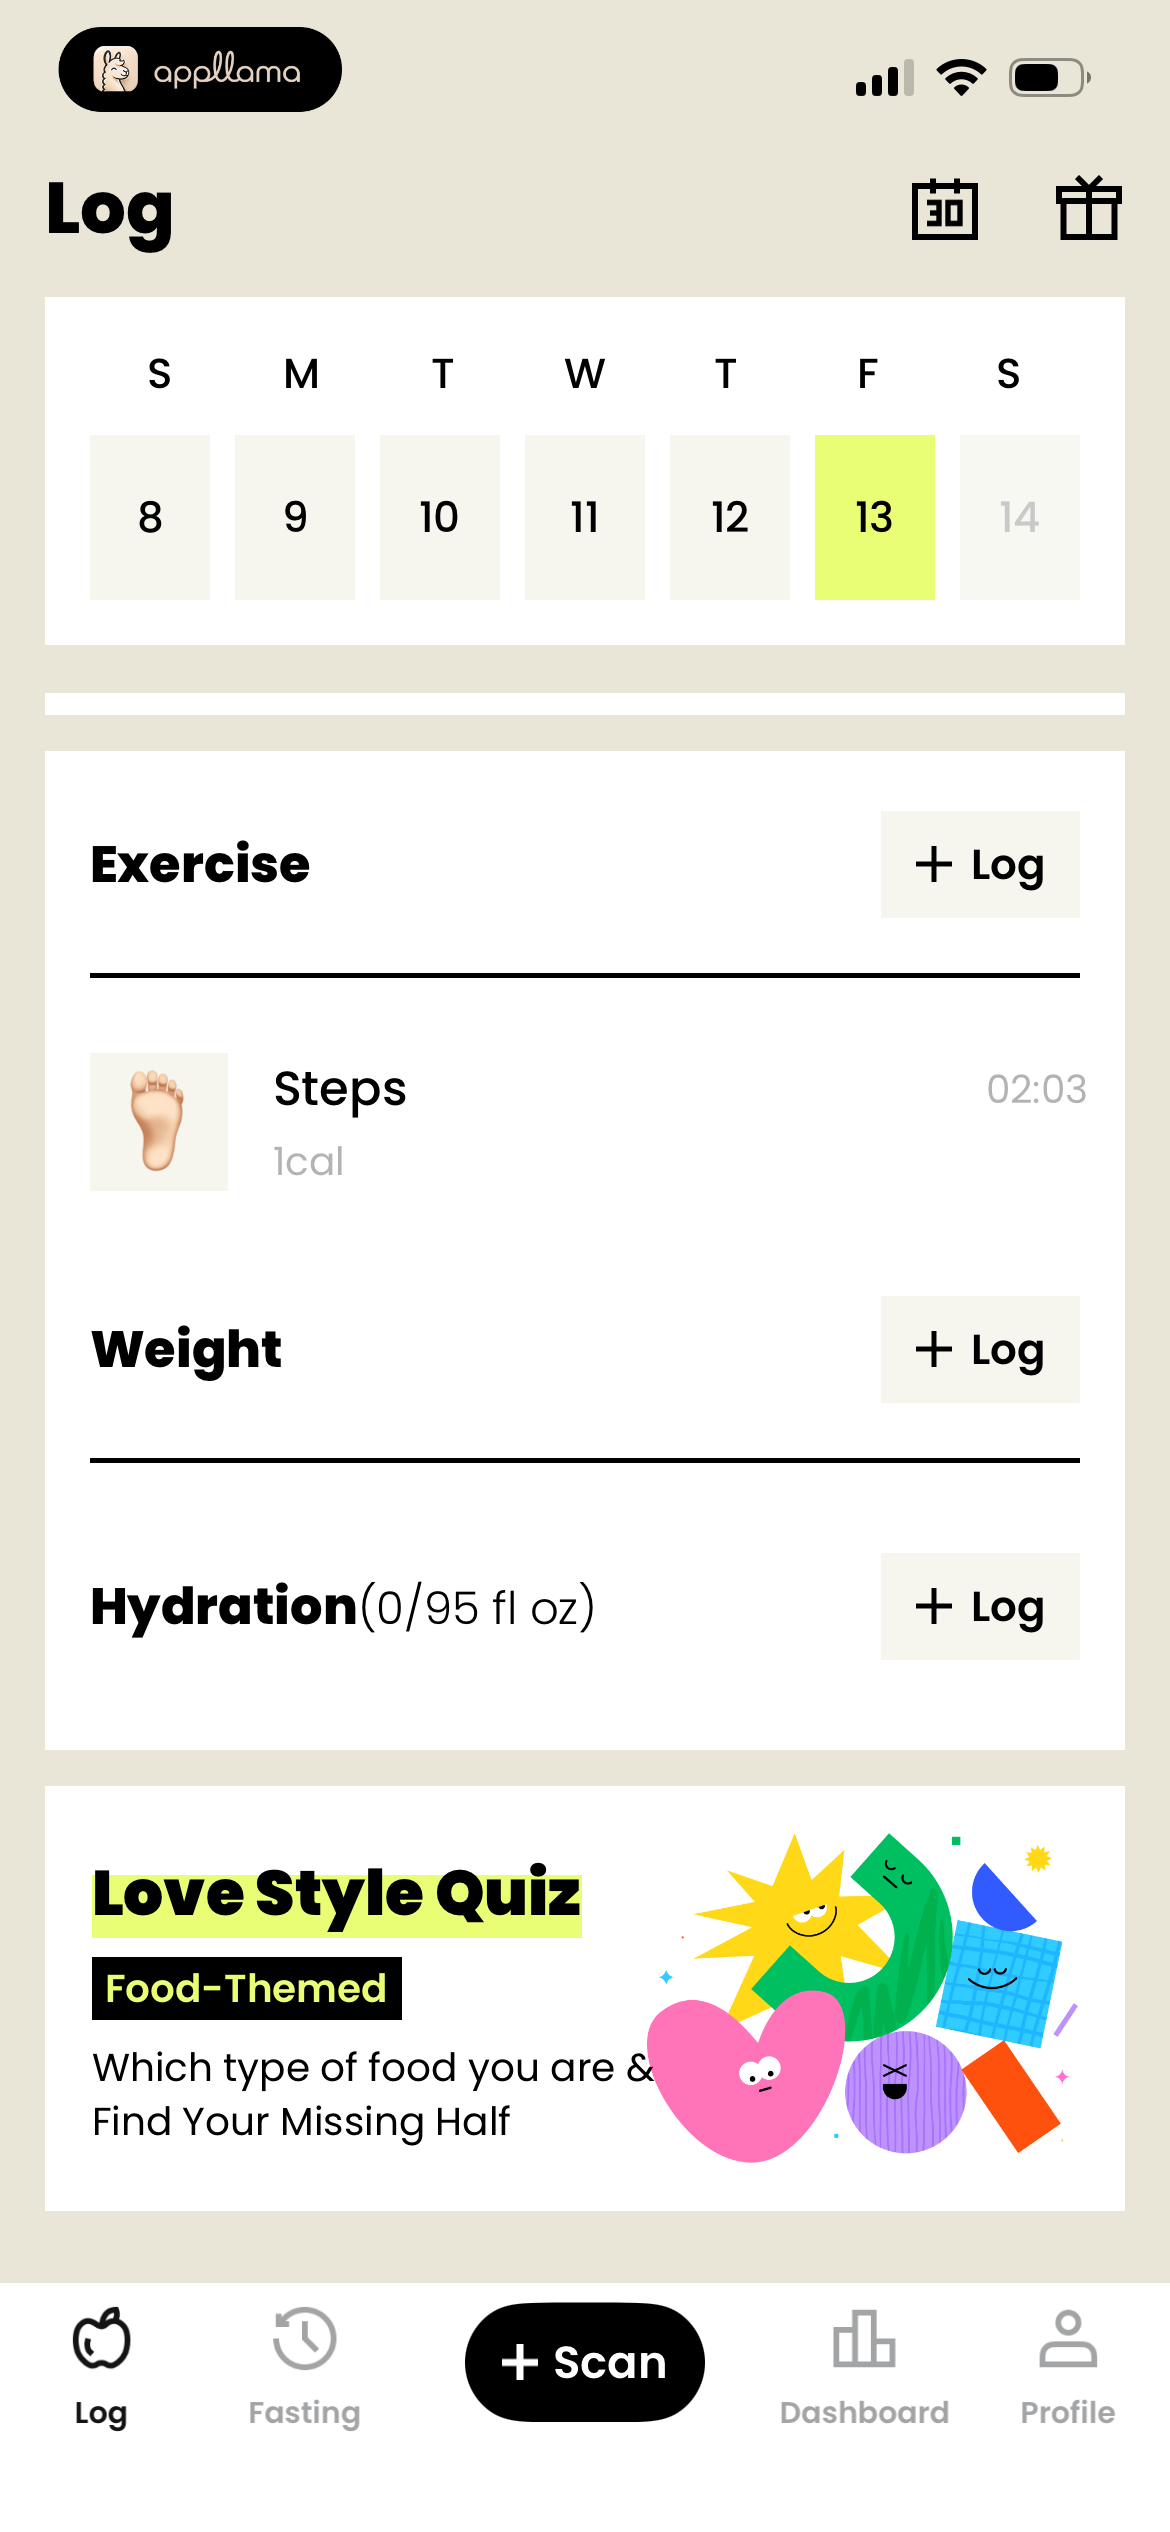 appllama
Log
30
S M T W T F S
8 9 10 11 12 13 14
Exercise
+ Log
Steps
02:03
1cal
Weight
+ Log
Hydration(0/95 fl oz)
+ Log
Love Style Quiz
Food-Themed
Which type of food you are &
Find Your Missing Half
Log
Fasting
+ Scan
Dashboard
Profile